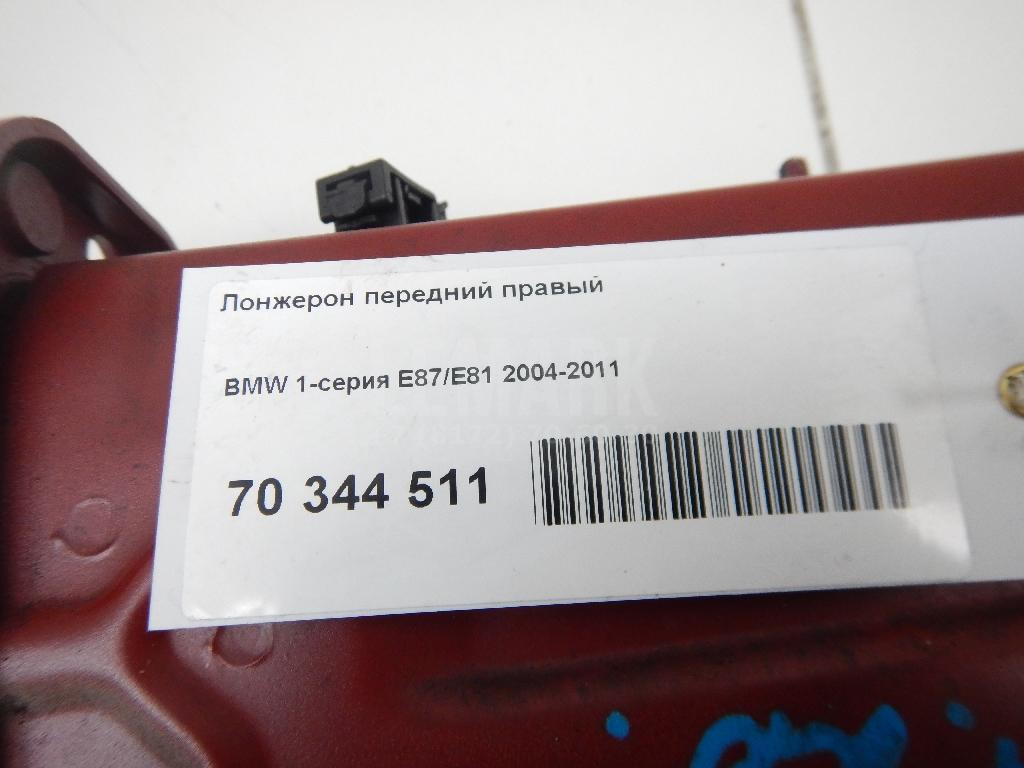 Лонжерон передний правый
BMW 1-серия E87/E81 2004-2011
70 344 511